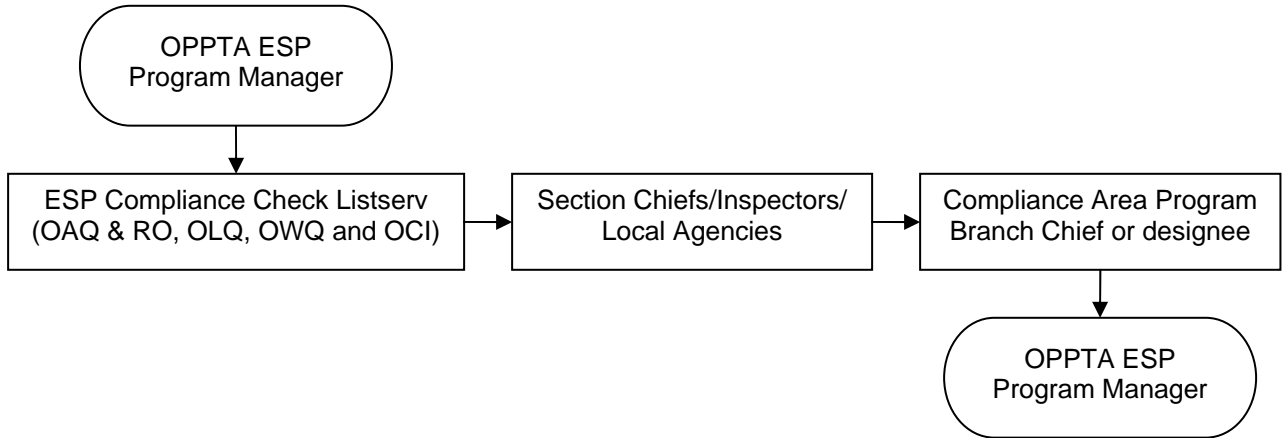 OPPTA ESP
Program Manager
ESP Compliance Check Listserv
(OAQ & RO, OLQ, OWQ and OCI)
Section Chiefs/Inspectors/
Local Agencies
Compliance Area Program
Branch Chief or designee
OPPTA ESP
Program Manager